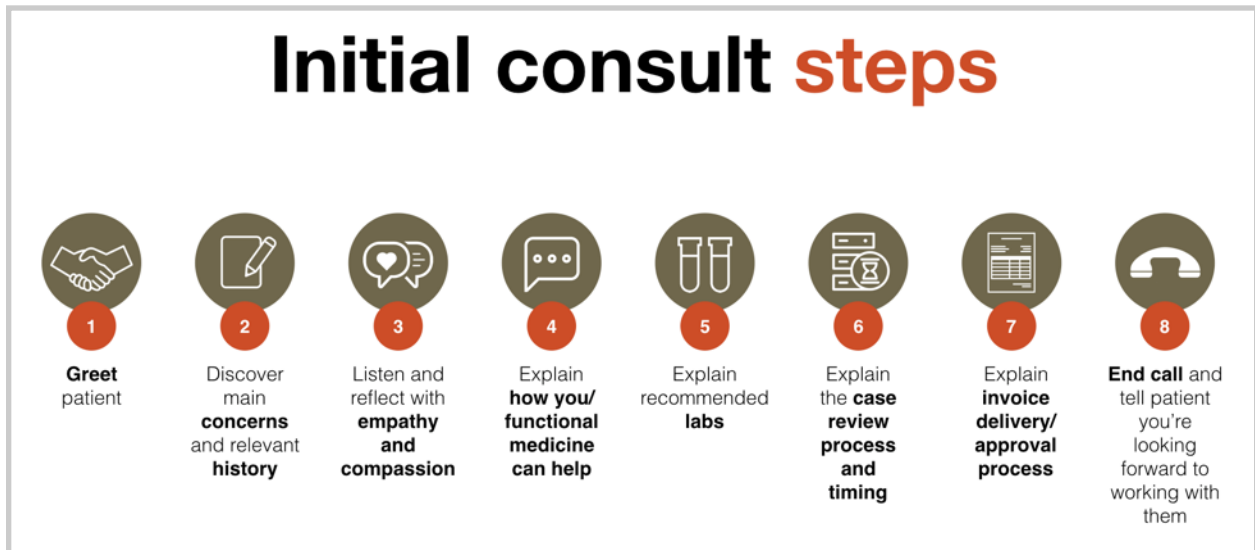 Initial consult steps
1
Greet
patient
2
Discover
main
concerns
and relevant
history
3
Listen and
reflect with
empathy
and
compassion
4
Explain
how you/
functional
medicine
can help
5
Explain
recommended
labs
6
Explain
the case
review
process
and
timing
7
Explain
invoice
delivery/
approval
process
8
End call and
tell patient
you're
looking
forward to
working with
them